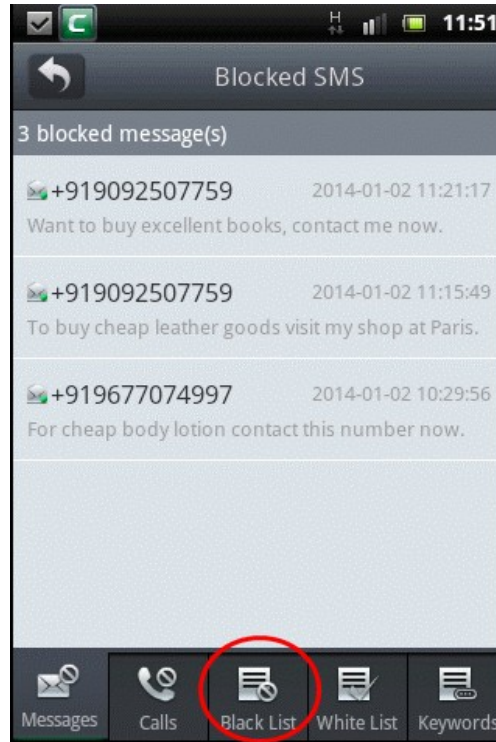 H 11:51
Blocked SMS
3 blocked message(s)
+919092507759 2014-01-02 11:21:17
Want to buy excellent books, contact me now.
+919092507759 2014-01-02 11:15:49
To buy cheap leather goods visit my shop at Paris.
+919677074997 2014-01-02 10:29:56
For cheap body lotion contact this number now.
Messages Calls Black List White List Keywords